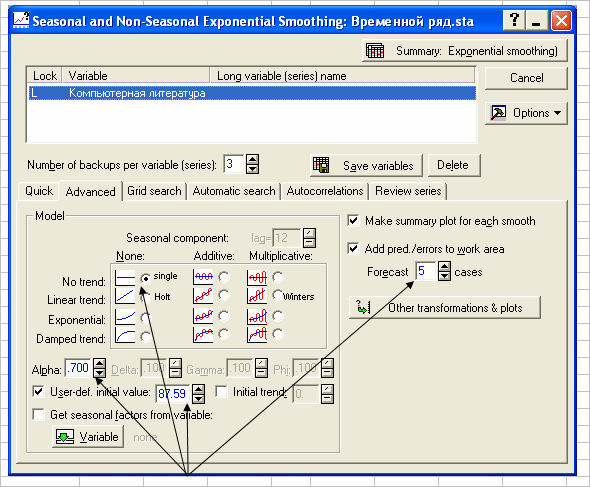 Seasonal and Non-Seasonal Exponential Smoothing: Временной ряд.sta
Summary: Exponential smoothing)
Lock Variable Long variable (series) name
L Компьютерная литература
Cancel
Options
Number of backups per variable (series): 3 Save variables Delete
Quick Advanced Grid search Automatic search Autocorrelations Review series
Model
Seasonal component: lag= 12
None: Additive: Multiplicative:
No trend: single
Linear trend: Holt Winters
Exponential:
Damped trend:
Alpha: .700 Delta: .100 Gamma: .100 Phi: .100
User-def. initial value: 87.59 Initial trend: 0.
Get seasonal factors from variable:
Variable none
Make summary plot for each smooth
Add pred./errors to work area
Forecast 5 cases
Other transformations & plots